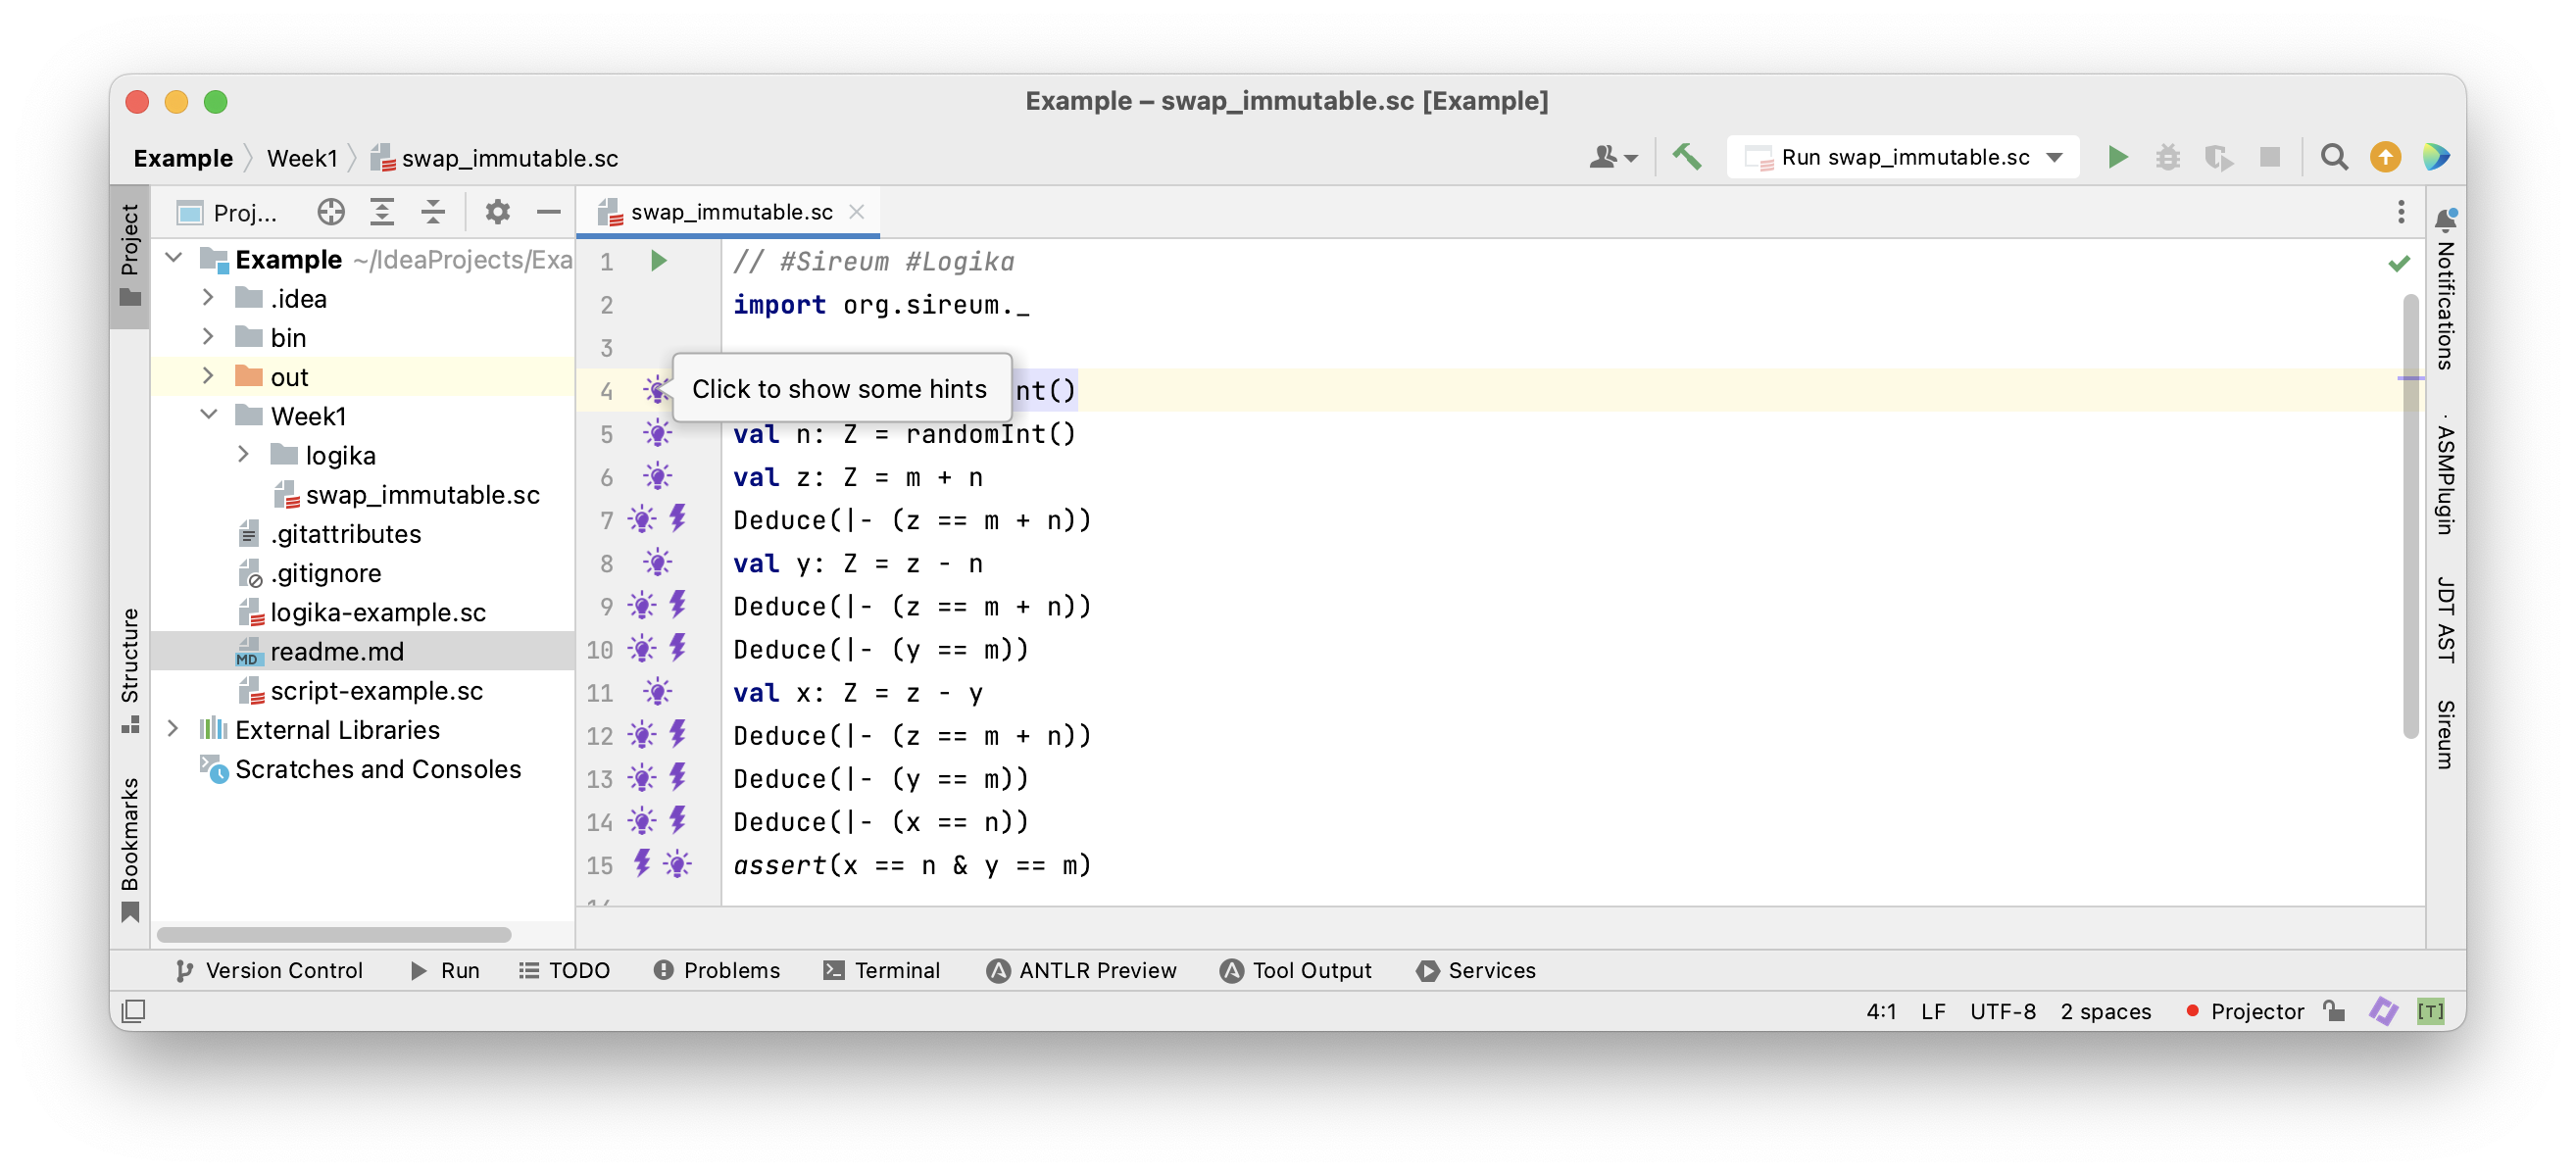 Example – swap_immutable.sc [Example]
Example Week1 swap_immutable.sc
Run swap_immutable.sc
Project
Structure
Bookmarks
Proj...
Example ~/IdeaProjects/Exa
.idea
bin
out
Week1
logika
swap_immutable.sc
.gitattributes
.gitignore
logika-example.sc
MD readme.md
script-example.sc
External Libraries
Scratches and Consoles
swap_immutable.sc
1 // #Sireum #Logika
2 import org.sireum._
3
4 nt()
Click to show some hints
5 val n: Z = randomInt()
6 val z: Z = m + n
7 Deduce(|- (z == m + n))
8 val y: Z = z - n
9 Deduce(|- (z == m + n))
10 Deduce(|- (y == m))
11 val x: Z = z - y
12 Deduce(|- (z == m + n))
13 Deduce(|- (y == m))
14 Deduce(|- (x == n))
15 assert(x == n & y == m)
Notifications
ASMPlugin
JDT AST
Sireum
Version Control Run TODO Problems Terminal ANTLR Preview Tool Output Services
4:1 LF UTF-8 2 spaces Projector [T]